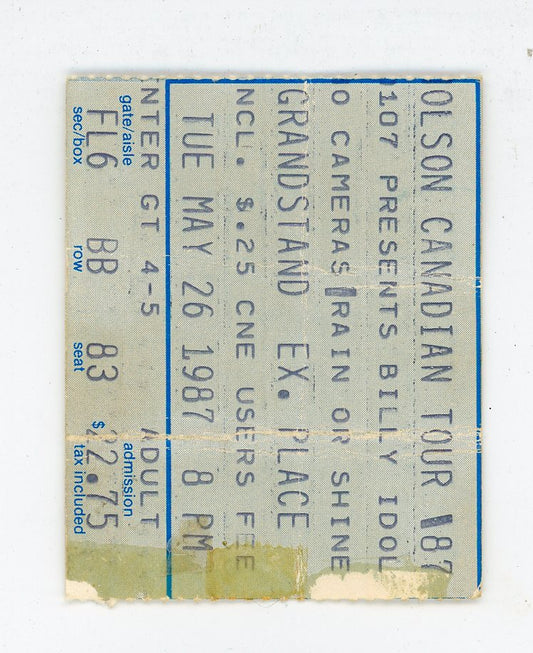 OLSON CANADIAN TOUR '87
107 PRESENTS BILLY IDOL
O CAMERAS/RAIN OR SHINE
GRANDSTAND EX. PLACE
NCL. $.25 CNE USERS FEE
TUE MAY 26 1987 8 PM
NTER GT 4-5 ADULT
gate/aisle admission
FL6 BB 83 $22.75
sec/box row seat tax included